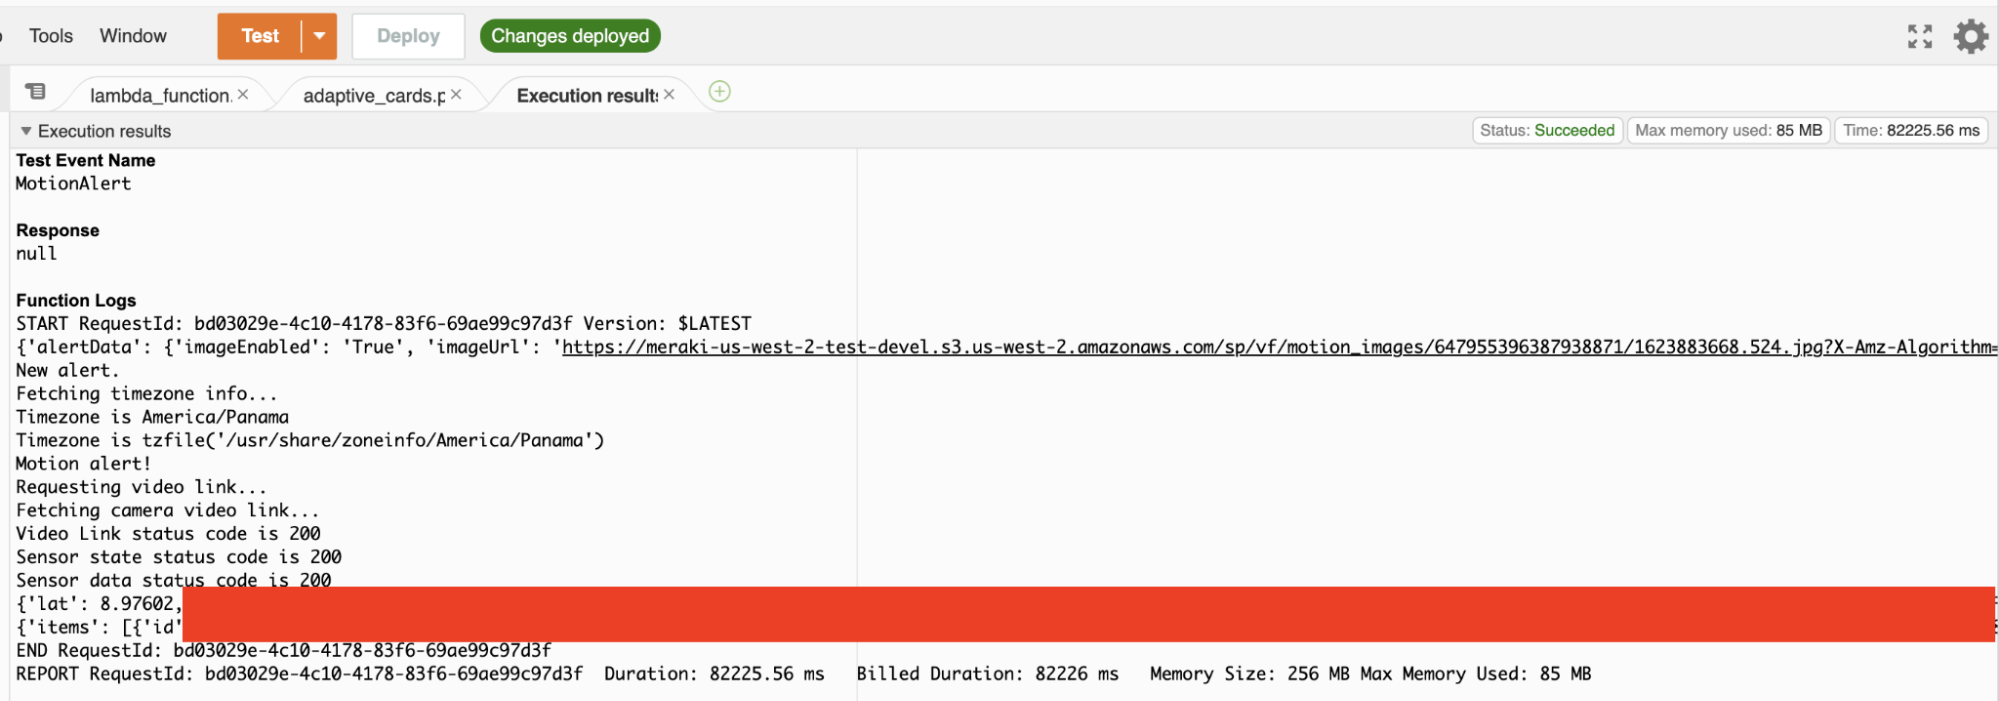 Tools Window Test Deploy Changes deployed
lambda_function. adaptive_cards.p Execution results
Execution results Status: Succeeded Max memory used: 85 MB Time: 82225.56 ms
Test Event Name
MotionAlert
Response
null
Function Logs
START RequestId: bd03029e-4c10-4178-83f6-69ae99c97d3f Version: $LATEST
{'alertData': {'imageEnabled': 'True', 'imageUrl': 'https://meraki-us-west-2-test-devel.s3.us-west-2.amazonaws.com/sp/vf/motion_images/647955396387938871/1623883668.524.jpg?X-Amz-Algorithm=
New alert.
Fetching timezone info...
Timezone is America/Panama
Timezone is tzfile('/usr/share/zoneinfo/America/Panama')
Motion alert!
Requesting video link...
Fetching camera video link...
Video Link status code is 200
Sensor state status code is 200
Sensor data status code is 200
{'lat': 8.97602,
{'items': [{'id'
END RequestId: bd03029e-4c10-4178-83f6-69ae99c97d3f
REPORT RequestId: bd03029e-4c10-4178-83f6-69ae99c97d3f Duration: 82225.56 ms Billed Duration: 82226 ms Memory Size: 256 MB Max Memory Used: 85 MB